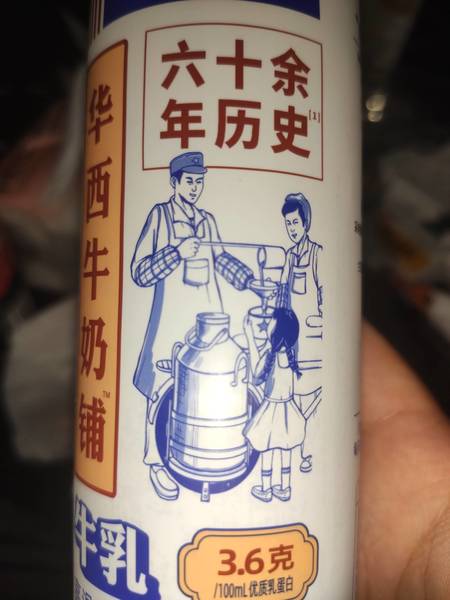 六十余
年历史[1]
华西牛奶铺™
牛乳
3.6克
/100mL优质乳蛋白